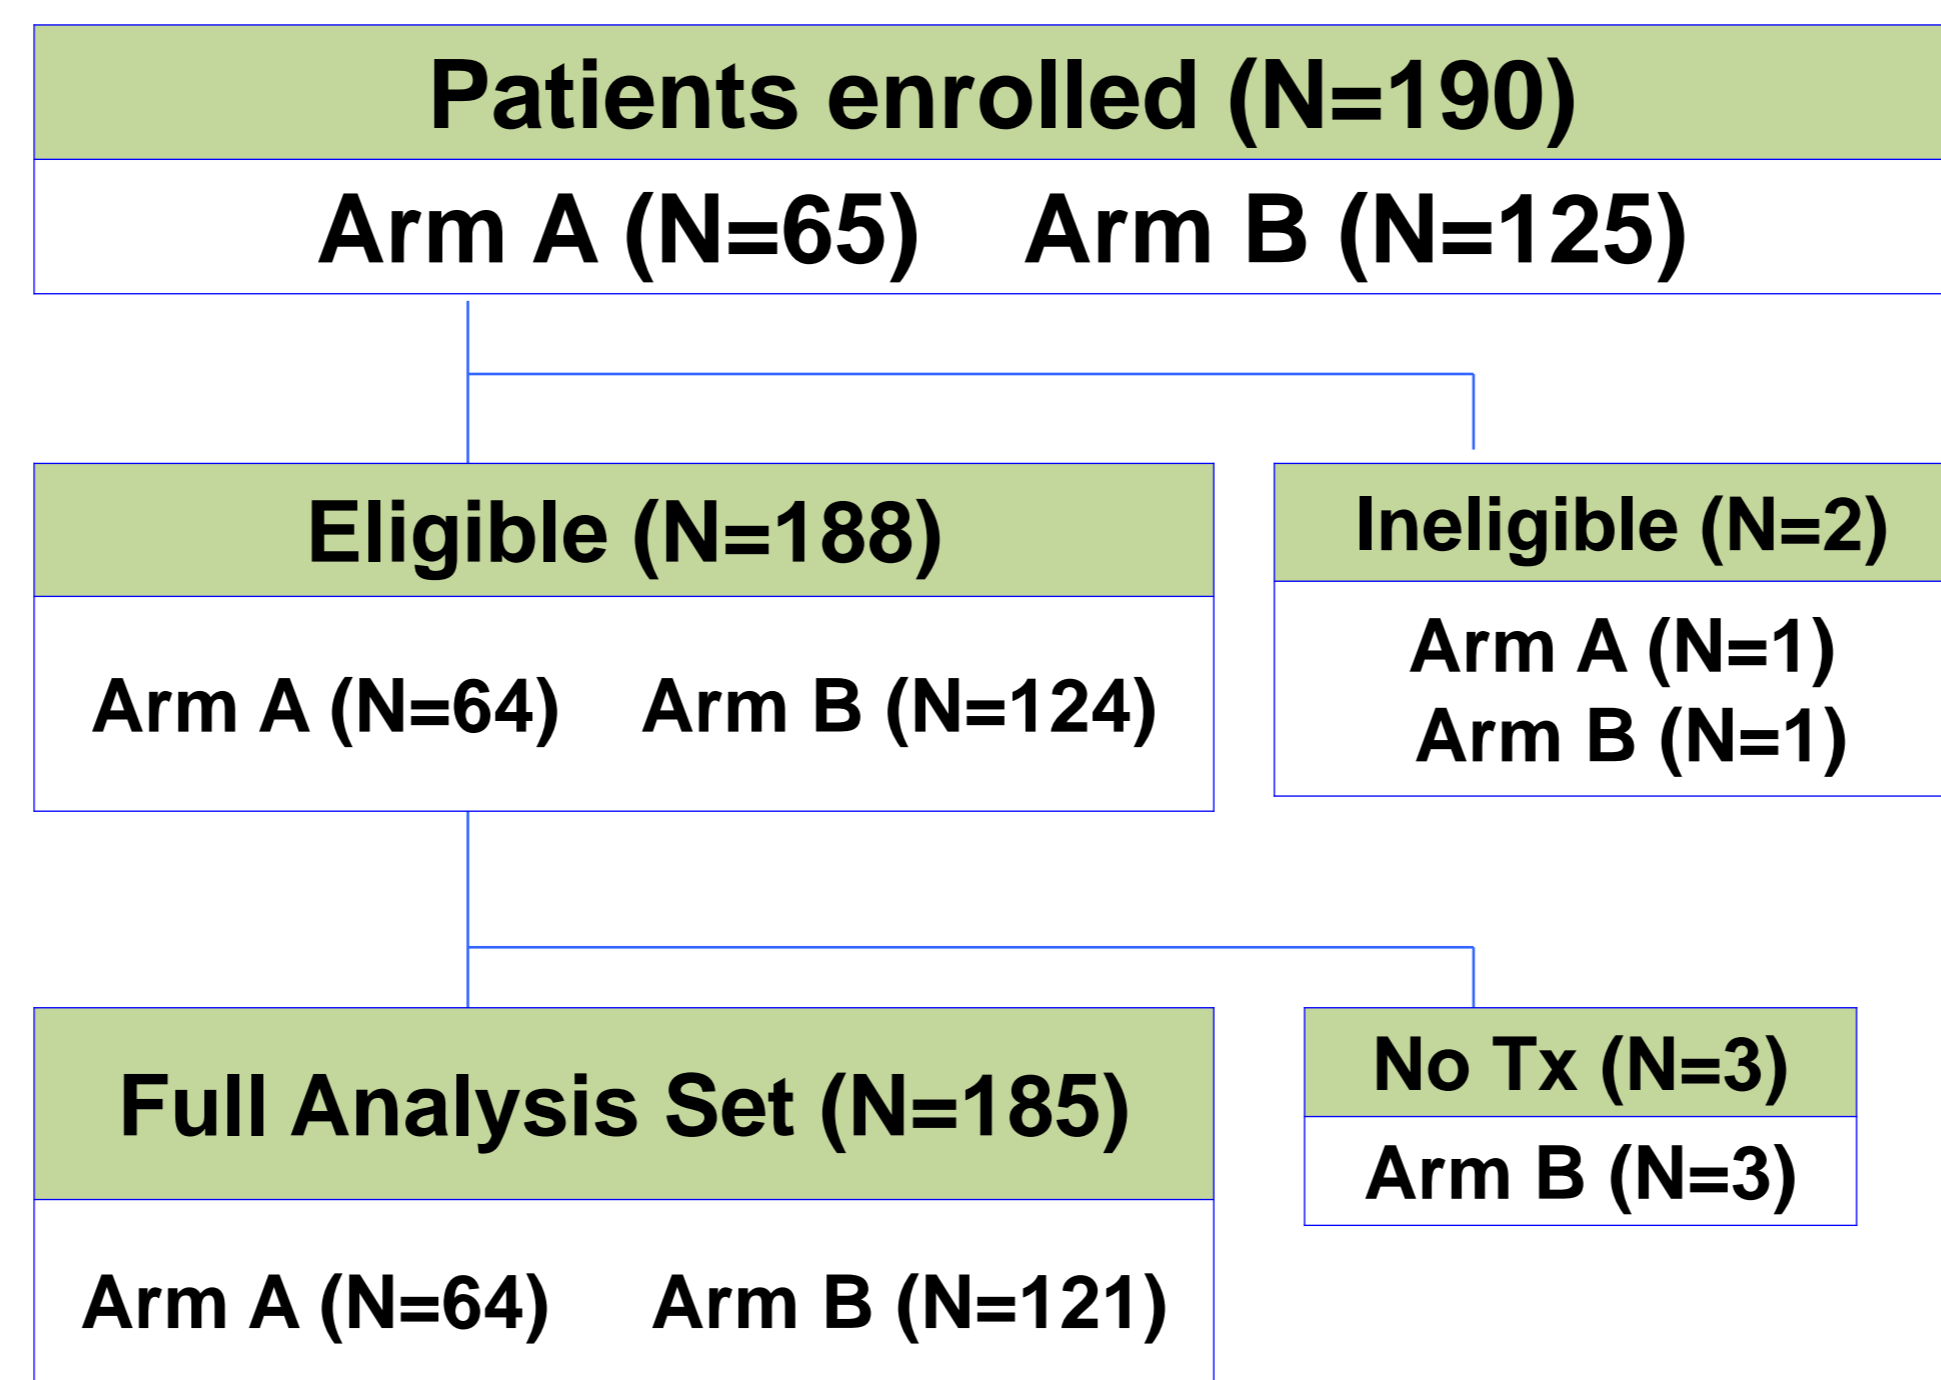 Patients enrolled (N=190)
Arm A (N=65) Arm B (N=125)
Eligible (N=188)
Arm A (N=64) Arm B (N=124)
Ineligible (N=2)
Arm A (N=1)
Arm B (N=1)
Full Analysis Set (N=185)
Arm A (N=64) Arm B (N=121)
No Tx (N=3)
Arm B (N=3)